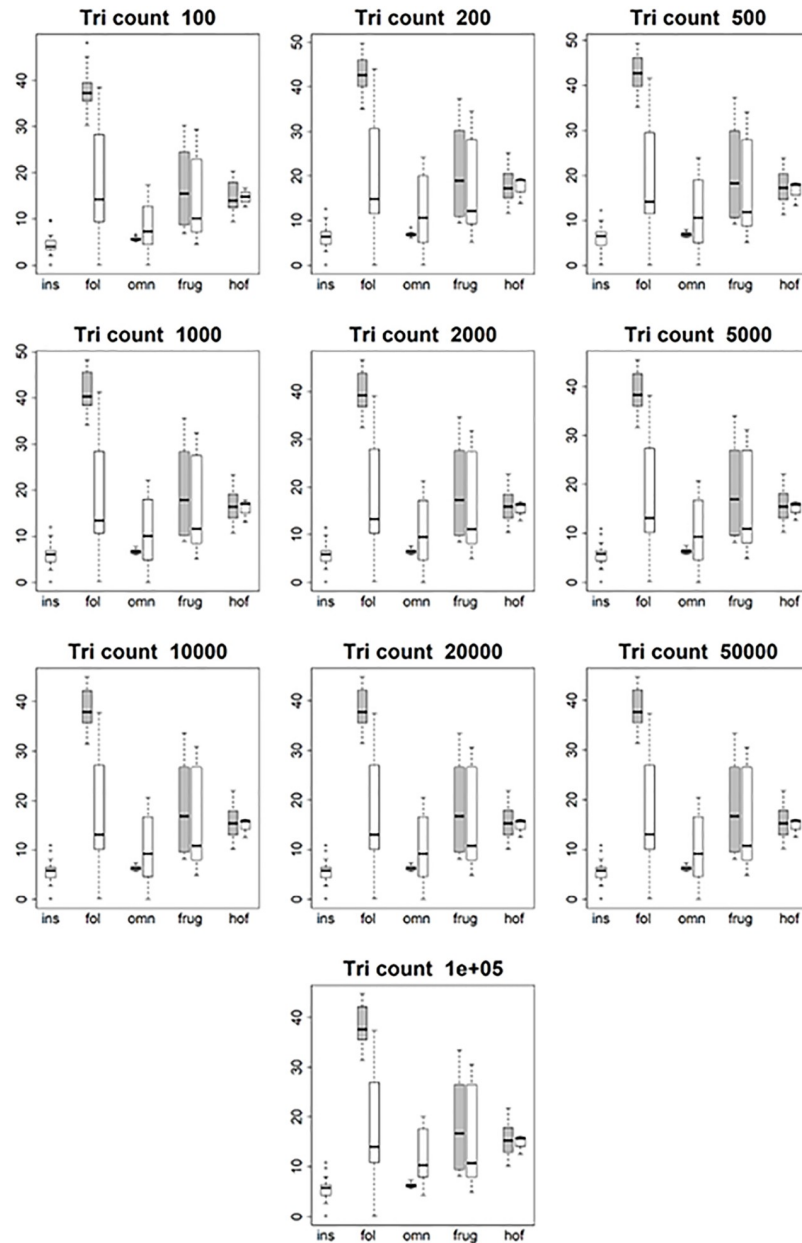 Tri count 100
Tri count 200
Tri count 500
40
30
20
10
0
50
40
30
20
10
0
50
40
30
20
10
0
ins fol omn frug hof
ins fol omn frug hof
ins fol omn frug hof
Tri count 1000
Tri count 2000
Tri count 5000
50
40
30
20
10
0
40
30
20
10
0
40
30
20
10
0
ins fol omn frug hof
ins fol omn frug hof
ins fol omn frug hof
Tri count 10000
Tri count 20000
Tri count 50000
40
30
20
10
0
40
30
20
10
0
40
30
20
10
0
ins fol omn frug hof
ins fol omn frug hof
ins fol omn frug hof
Tri count 1e+05
40
30
20
10
0
ins fol omn frug hof